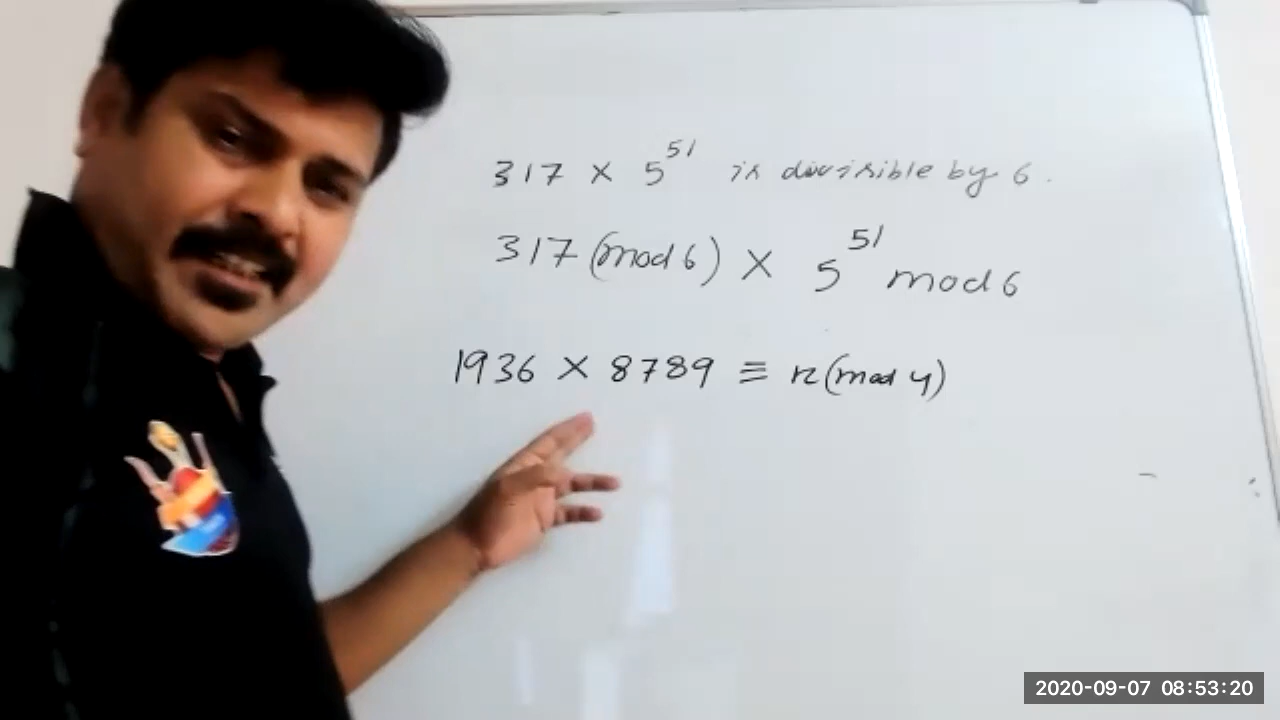 317 × 5^51 is divisible by 6.
317 (mod 6) × 5^51 mod 6
1936 × 8789 ≡ r (mod 4)
2020-09-07 08:53:20